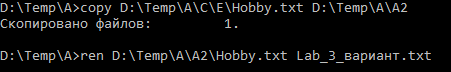 D:\Temp\A>copy D:\Temp\A\C\E\Hobby.txt D:\Temp\A\A2
Скопировано файлов:         1.
D:\Temp\A>ren D:\Temp\A\A2\Hobby.txt Lab_3_вариант.txt